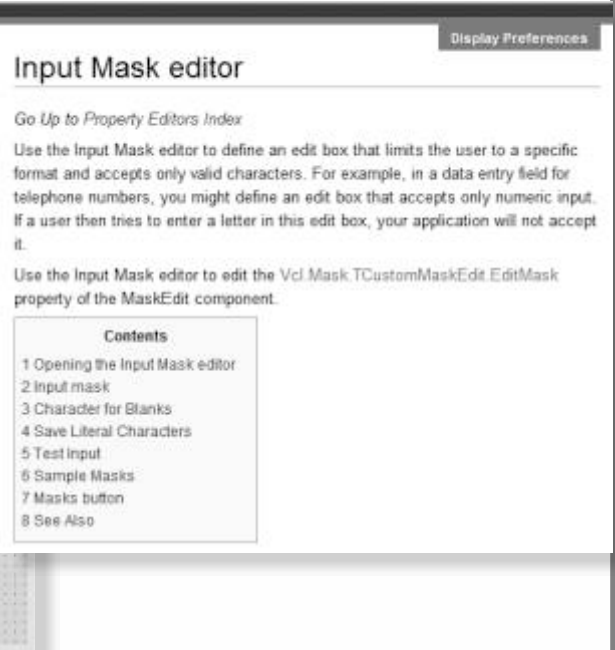 Display Preferences
Input Mask editor
Go Up to Property Editors Index
Use the Input Mask editor to define an edit box that limits the user to a specific
format and accepts only valid characters. For example, in a data entry field for
telephone numbers, you might define an edit box that accepts only numeric input.
If a user then tries to enter a letter in this edit box, your application will not accept
it.
Use the Input Mask editor to edit the Vcl.Mask.TCustomMaskEdit.EditMask
property of the MaskEdit component.
Contents
1 Opening the Input Mask editor
2 Input mask
3 Character for Blanks
4 Save Literal Characters
5 Test Input
6 Sample Masks
7 Masks button
8 See Also